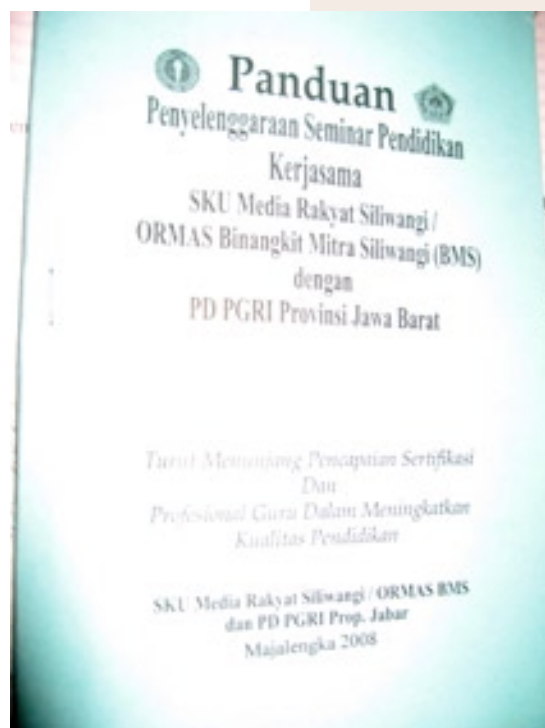 Panduan
Penyelenggaraan Seminar Pendidikan
Kerjasama
SKU Media Rakyat Siliwangi /
ORMAS Binangkit Mitra Siliwangi (BMS)
dengan
PD PGRI Provinsi Jawa Barat
Turut Menunjang Pencapaian Sertifikasi
Dan
Profesional Guru Dalam Meningkatkan
Kualitas Pendidikan
SKU Media Rakyat Siliwangi / ORMAS BMS
dan PD PGRI Prop. Jabar
Majalengka 2008